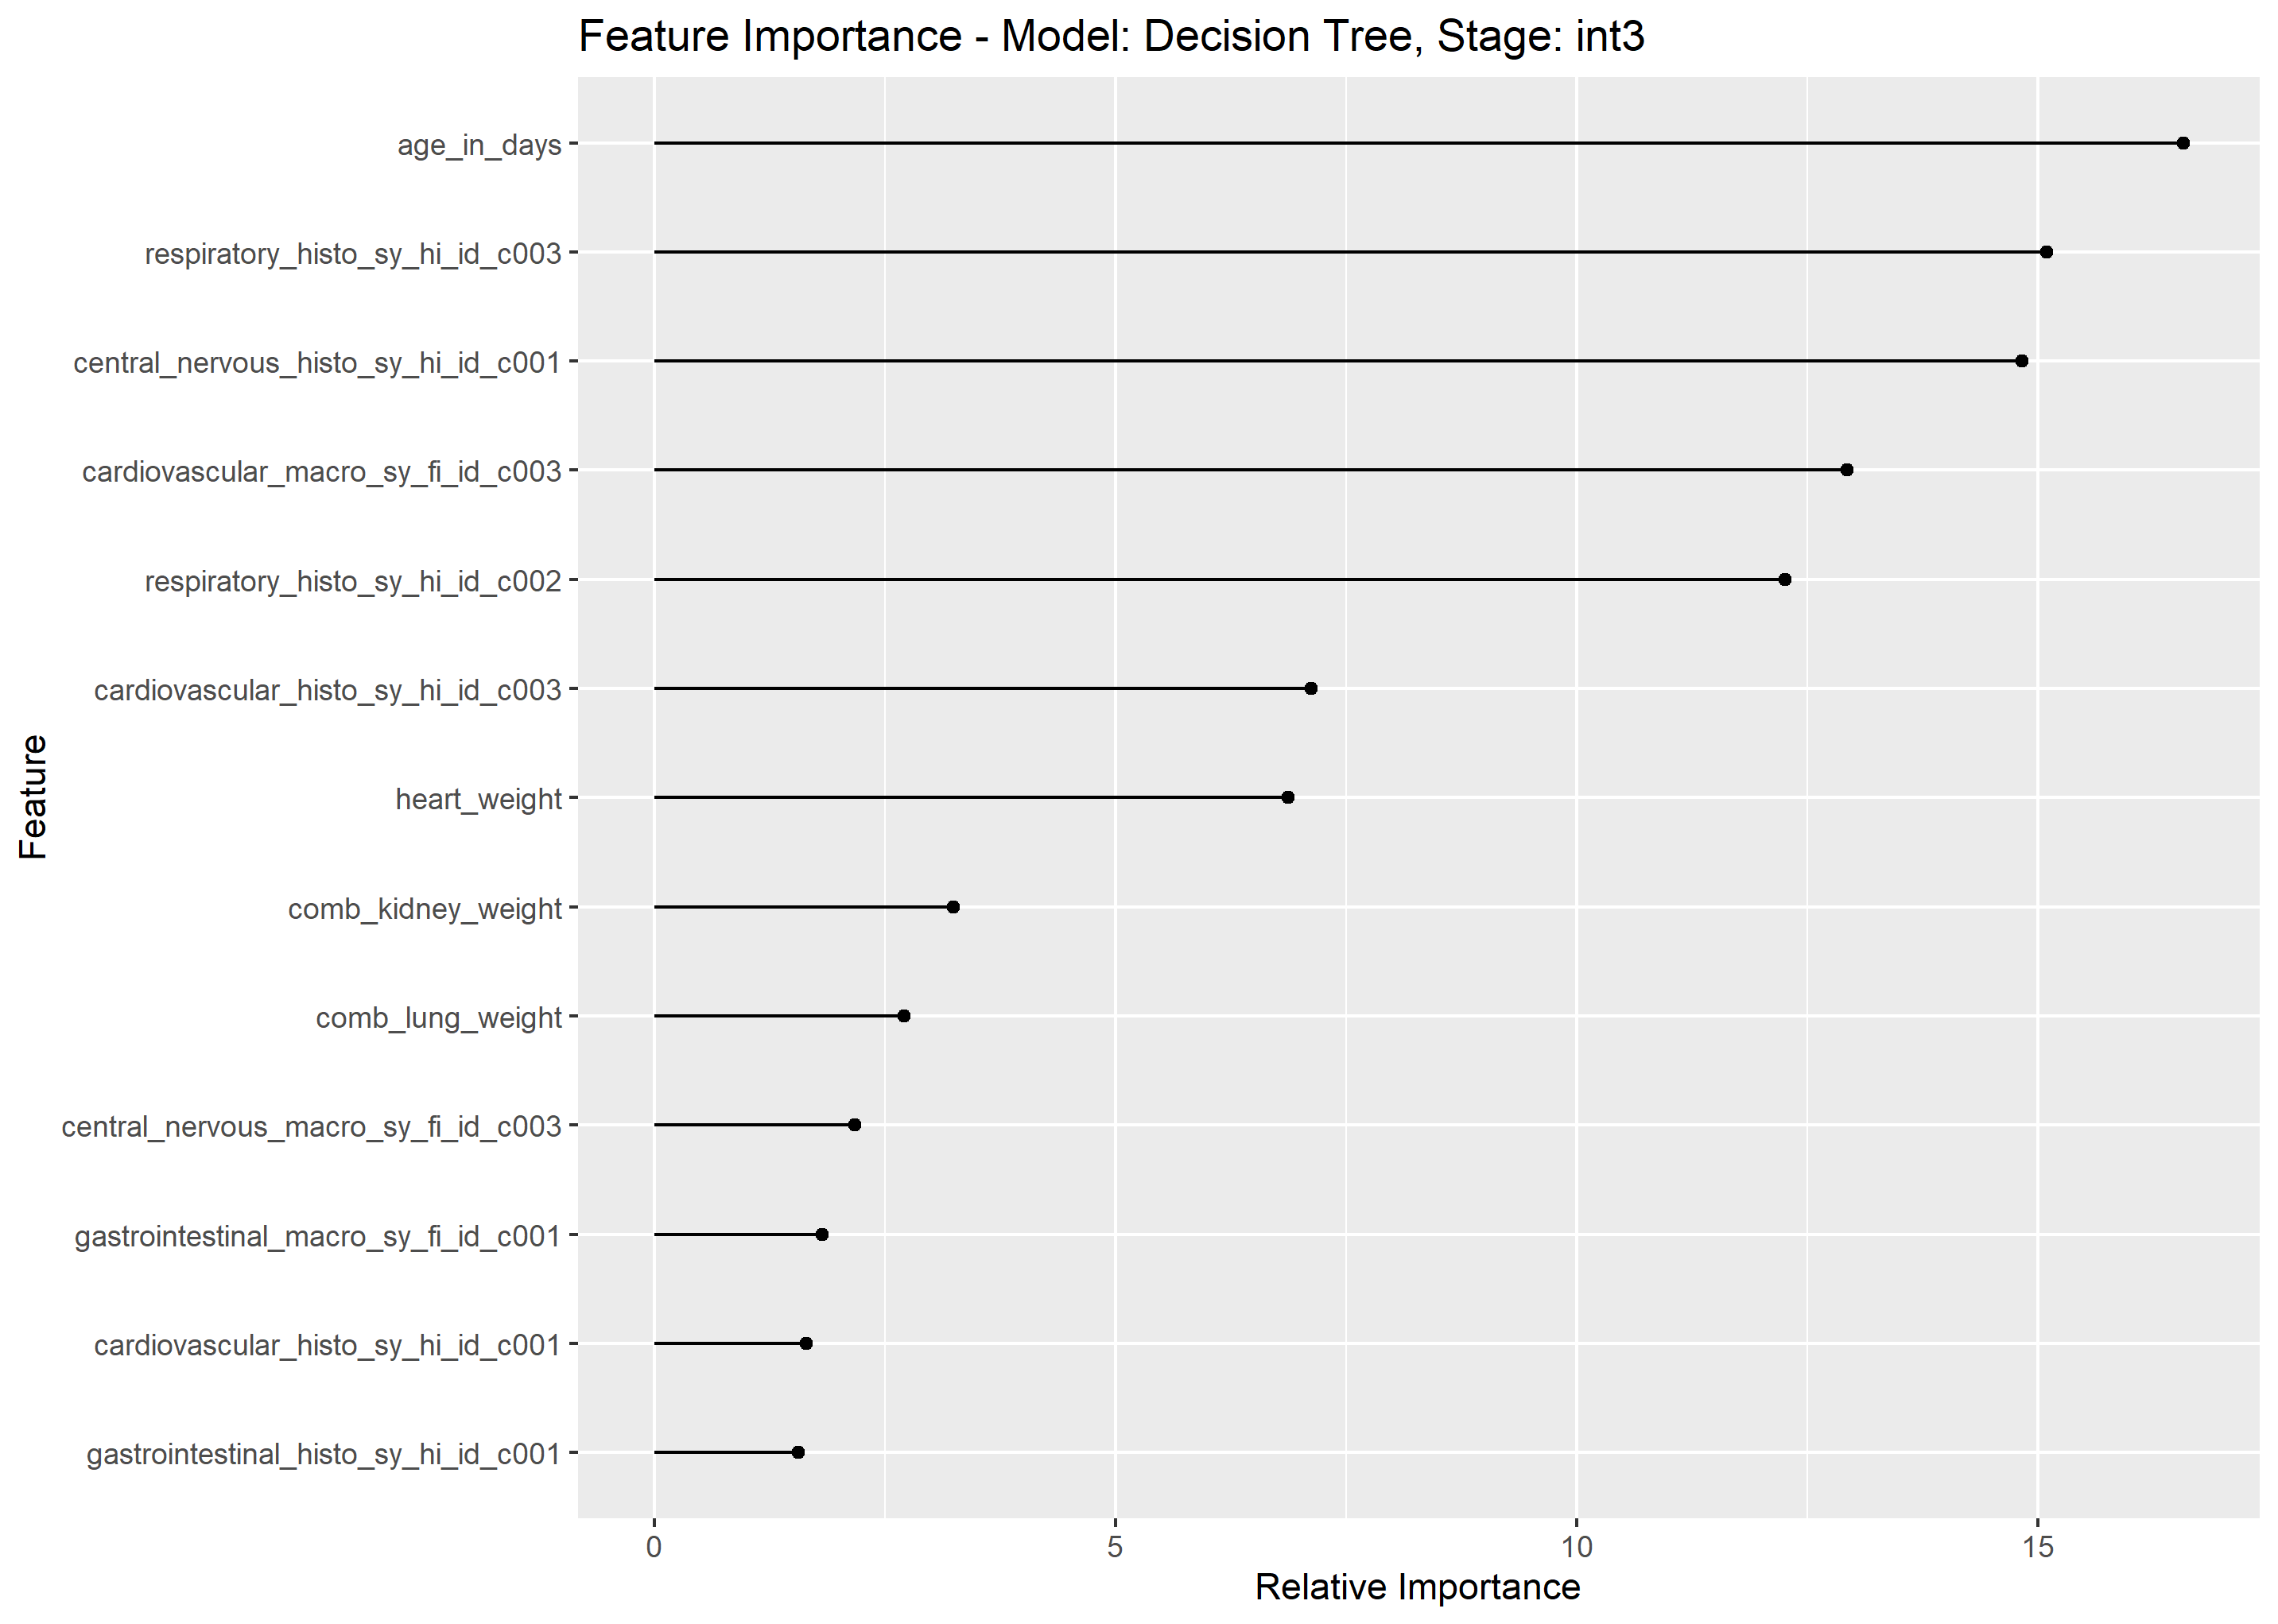 Feature Importance - Model: Decision Tree, Stage: int3
age_in_days
respiratory_histo_sy_hi_id_c003
central_nervous_histo_sy_hi_id_c001
cardiovascular_macro_sy_fi_id_c003
respiratory_histo_sy_hi_id_c002
cardiovascular_histo_sy_hi_id_c003
heart_weight
comb_kidney_weight
comb_lung_weight
central_nervous_macro_sy_fi_id_c003
gastrointestinal_macro_sy_fi_id_c001
cardiovascular_histo_sy_hi_id_c001
gastrointestinal_histo_sy_hi_id_c001
Feature
0 5 10 15
Relative Importance